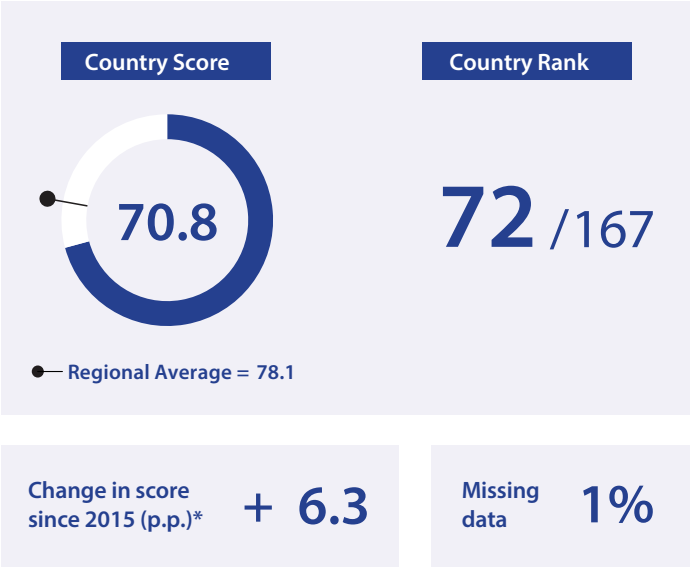 Country Score
Country Rank
70.8
72 /167
Regional Average = 78.1
Change in score
since 2015 (p.p.)*
+ 6.3
Missing
data
1%